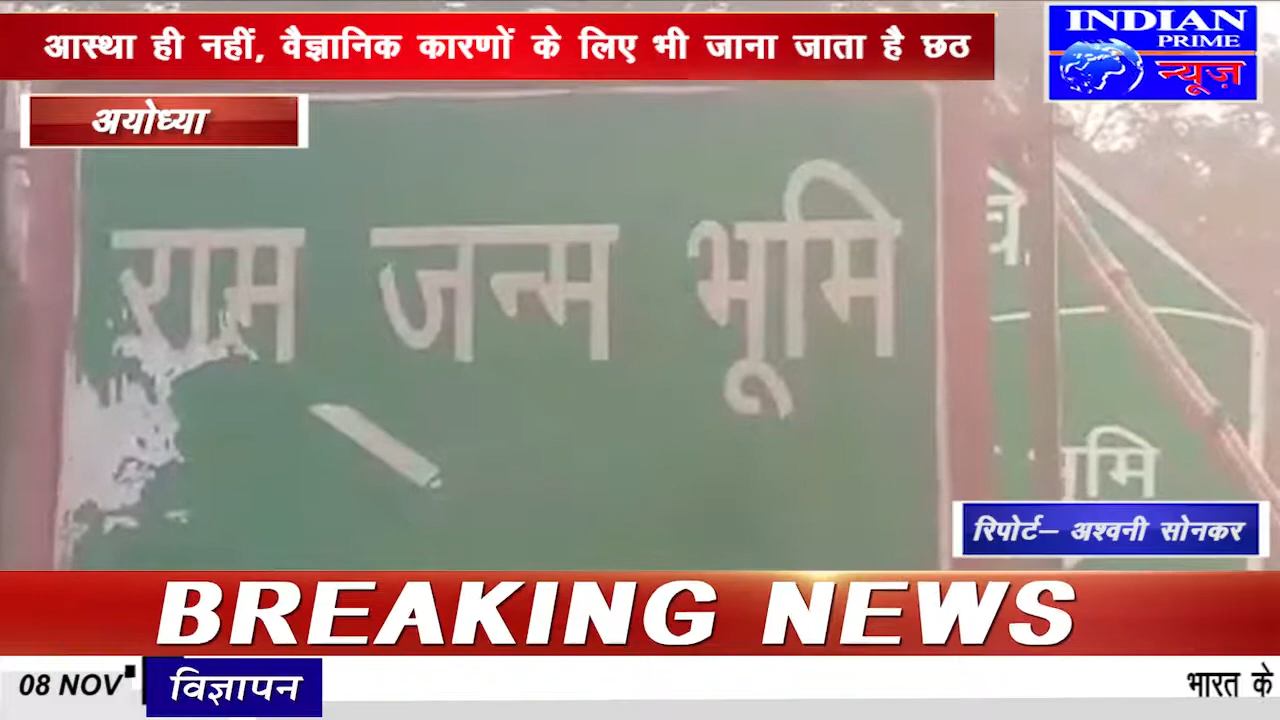 आस्था ही नहीं, वैज्ञानिक कारणों के लिए भी जाना जाता है छठ
INDIAN
PRIME
न्यूज़
अयोध्या
राम जन्म भूमि
रिपोर्ट– अश्वनी सोनकर
BREAKING NEWS
08 NOV
विज्ञापन
भारत के